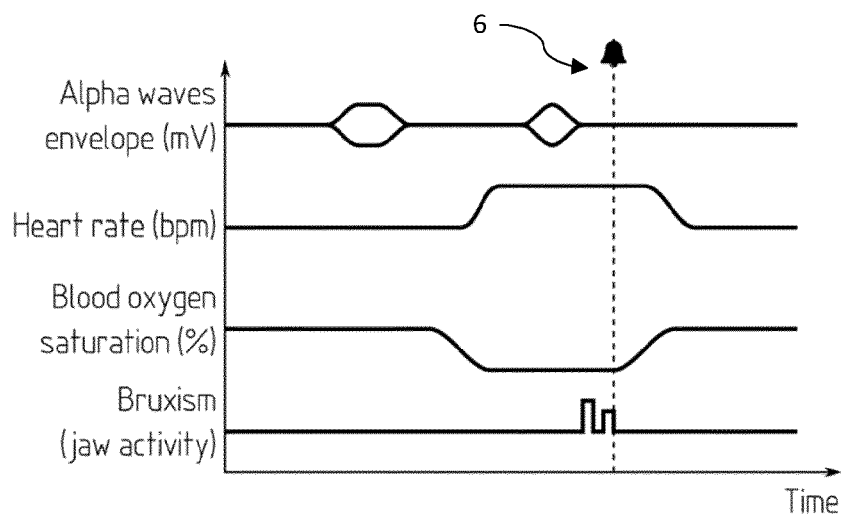 6
Alpha waves
envelope (mV)
Heart rate (bpm)
Blood oxygen
saturation (%)
Bruxism
(jaw activity)
Time